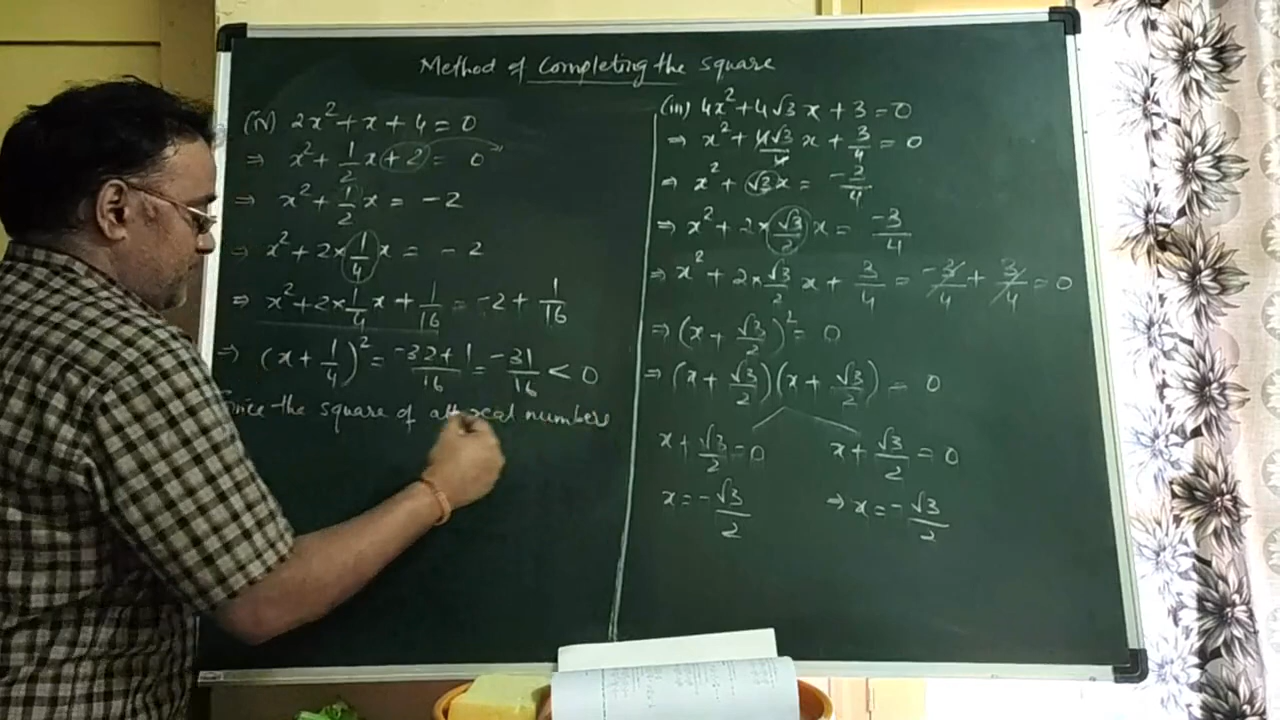 Method of completing the square
(iv) 2x² + x + 4 = 0
⇒ x² + 1/2 x + 2 = 0
⇒ x² + 1/2 x = -2
⇒ x² + 2 × 1/4 x = -2
⇒ x² + 2 × 1/4 x + 1/16 = -2 + 1/16
⇒ (x + 1/4)² = -32+1/16 = -31/16 < 0
Since the square of all real numbers
(iii) 4x² + 4√3 x + 3 = 0
⇒ x² + 4√3/4 x + 3/4 = 0
⇒ x² + √3 x = -3/4
⇒ x² + 2 × √3/2 x = -3/4
⇒ x² + 2 × √3/2 x + 3/4 = -3/4 + 3/4 = 0
⇒ (x + √3/2)² = 0
⇒ (x + √3/2)(x + √3/2) = 0
x + √3/2 = 0 x + √3/2 = 0
x = -√3/2 ⇒ x = -√3/2